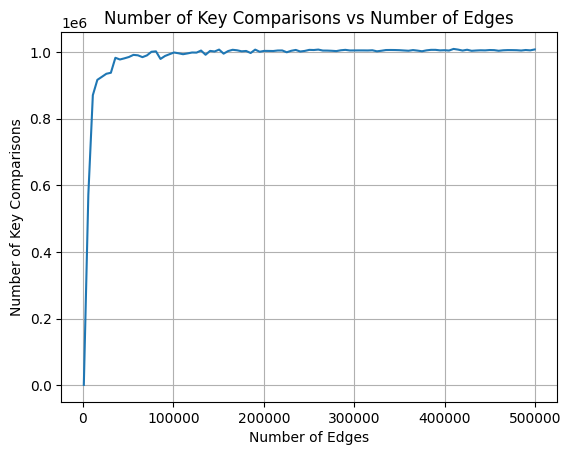 Number of Key Comparisons vs Number of Edges
1e6
1.0
0.8
0.6
0.4
0.2
0.0
Number of Key Comparisons
0 100000 200000 300000 400000 500000
Number of Edges